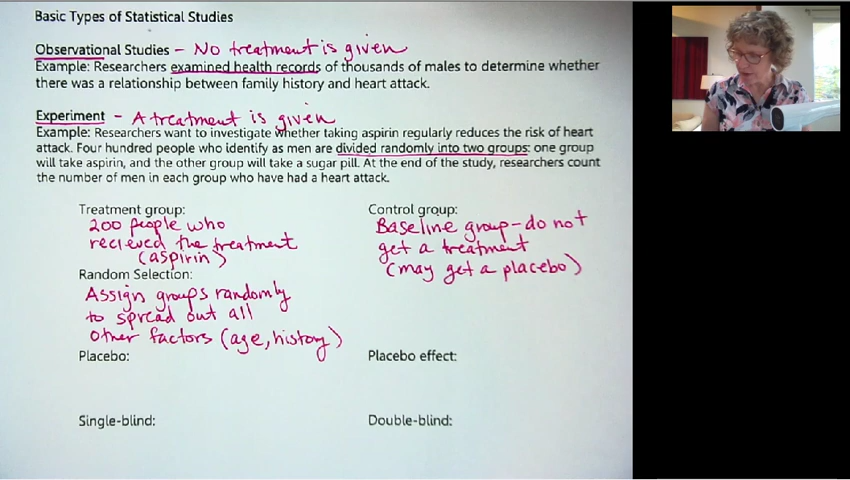 Basic Types of Statistical Studies
Observational Studies - No treatment is given
Example: Researchers examined health records of thousands of males to determine whether
there was a relationship between family history and heart attack.
Experiment - A treatment is given
Example: Researchers want to investigate whether taking aspirin regularly reduces the risk of heart
attack. Four hundred people who identify as men are divided randomly into two groups: one group
will take aspirin, and the other group will take a sugar pill. At the end of the study, researchers count
the number of men in each group who have had a heart attack.
Treatment group:
200 people who
recieved the treatment
(aspirin)
Control group:
Baseline group - do not
get a treatment
(may get a placebo)
Random Selection:
Assign groups randomly
to spread out all
other factors (age, history)
Placebo:
Placebo effect:
Single-blind:
Double-blind: